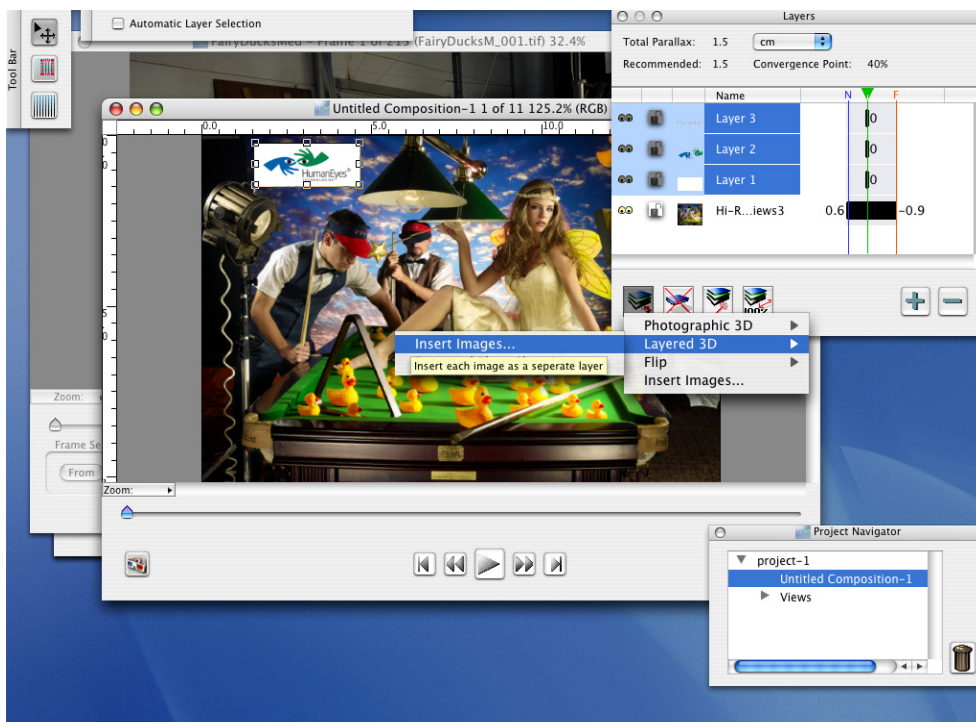 Automatic Layer Selection
Tool Bar
FairyDucksMed - Frame 1 of 213 (FairyDucksM_001.tif) 32.4%
Untitled Composition-1 1 of 11 125.2% (RGB)
0.0
5.0
10.0
HumanEyes®
Layers
Total Parallax: 1.5 cm
Recommended: 1.5 Convergence Point: 40%
Name N F
Layer 3 0
Layer 2 0
Layer 1 0
Hi-R...iews3 0.6 -0.9
100%
Photographic 3D
Layered 3D
Flip
Insert Images...
Insert Images...
Insert each image as a seperate layer
Zoom:
Frame Se
From
Zoom:
Project Navigator
project-1
Untitled Composition-1
Views